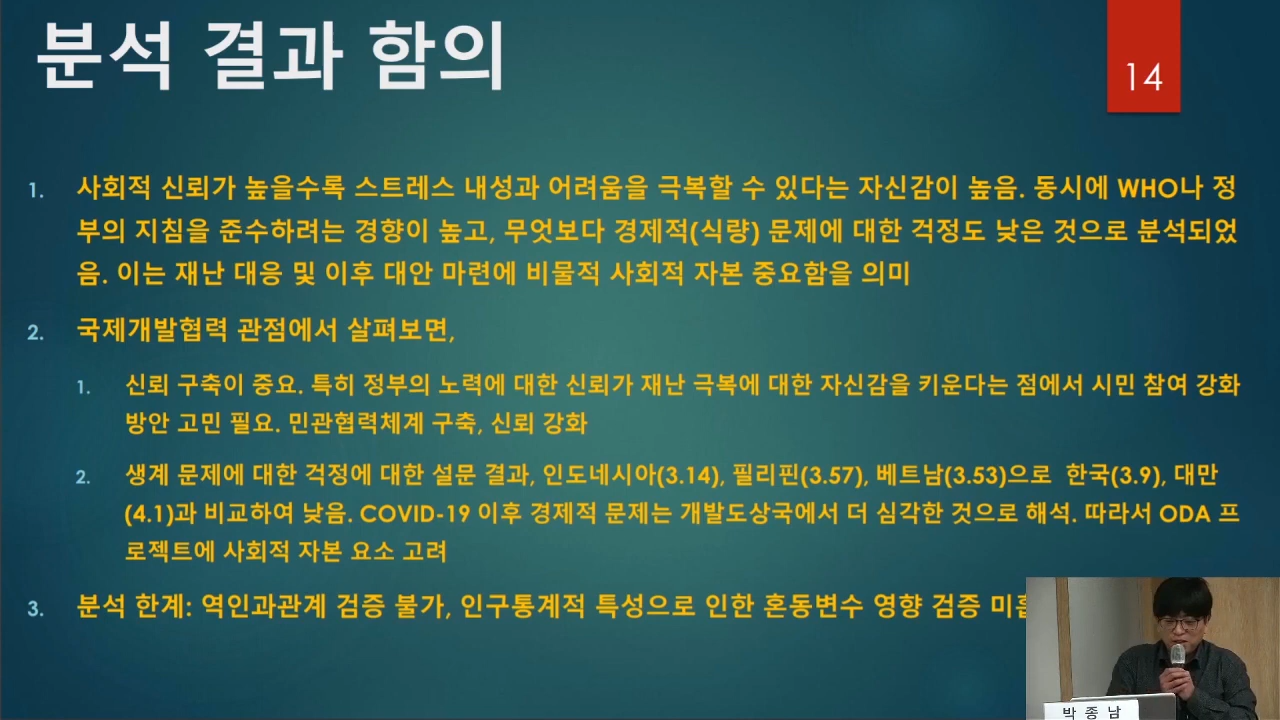 분석 결과 함의
14
1. 사회적 신뢰가 높을수록 스트레스 내성과 어려움을 극복할 수 있다는 자신감이 높음. 동시에 WHO나 정
부의 지침을 준수하려는 경향이 높고, 무엇보다 경제적(식량) 문제에 대한 걱정도 낮은 것으로 분석되었
음. 이는 재난 대응 및 이후 대안 마련에 비물적 사회적 자본 중요함을 의미
2. 국제개발협력 관점에서 살펴보면,
1. 신뢰 구축이 중요. 특히 정부의 노력에 대한 신뢰가 재난 극복에 대한 자신감을 키운다는 점에서 시민 참여 강화
방안 고민 필요. 민관협력체계 구축, 신뢰 강화
2. 생계 문제에 대한 걱정에 대한 설문 결과, 인도네시아(3.14), 필리핀(3.57), 베트남(3.53)으로 한국(3.9), 대만
(4.1)과 비교하여 낮음. COVID-19 이후 경제적 문제는 개발도상국에서 더 심각한 것으로 해석. 따라서 ODA 프
로젝트에 사회적 자본 요소 고려
3. 분석 한계: 역인과관계 검증 불가, 인구통계적 특성으로 인한 혼동변수 영향 검증
박종남